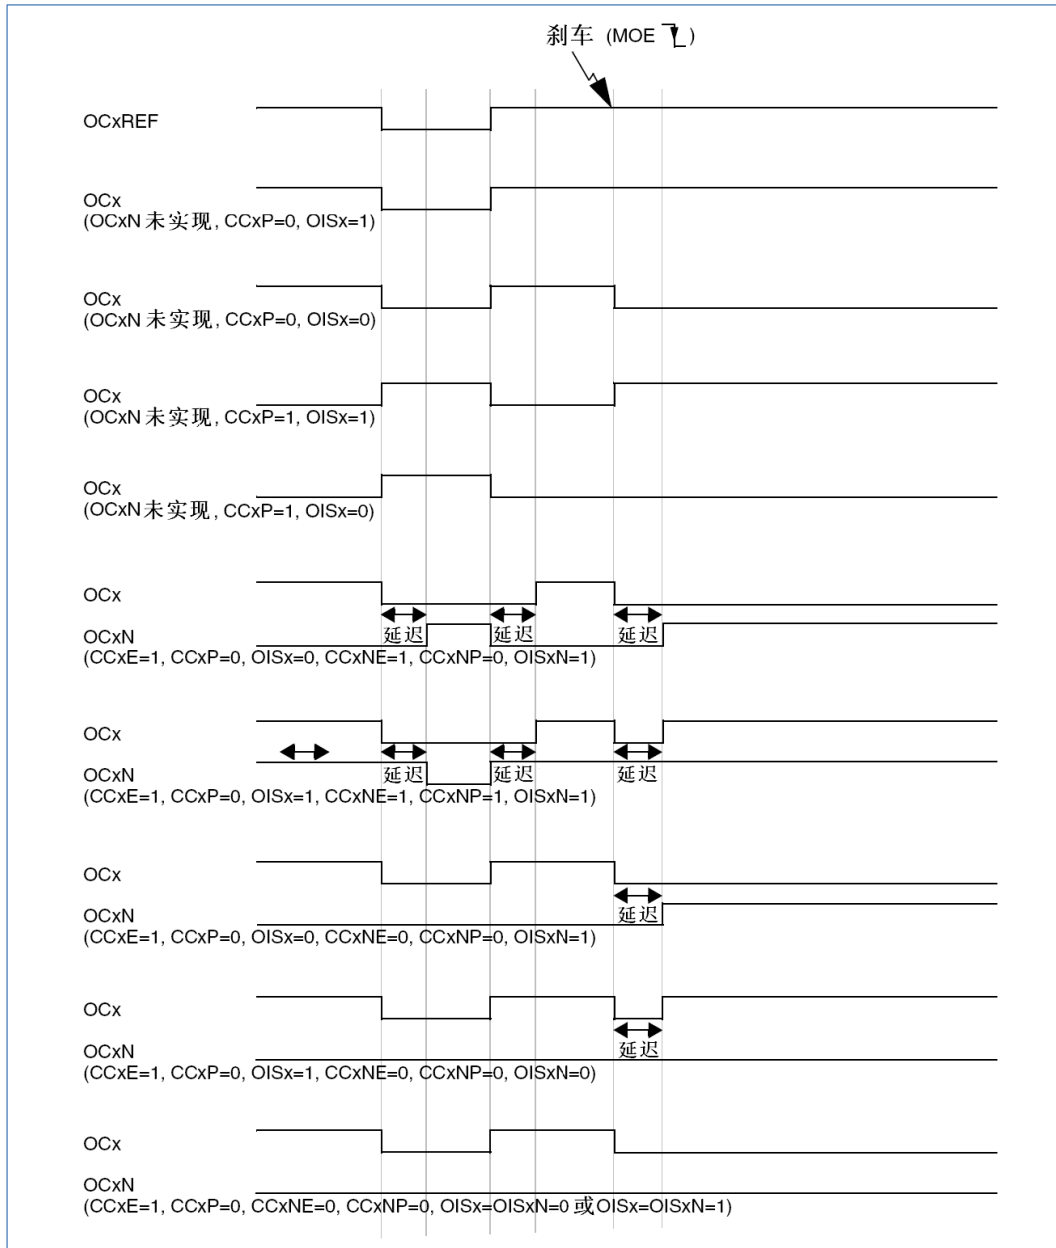 刹车 (MOE )
OCxREF
OCx
(OCxN 未实现, CCxP=0, OISx=1)
OCx
(OCxN 未实现, CCxP=0, OISx=0)
OCx
(OCxN 未实现, CCxP=1, OISx=1)
OCx
(OCxN 未实现, CCxP=1, OISx=0)
OCx
延迟 延迟 延迟
OCxN
(CCxE=1, CCxP=0, OISx=0, CCxNE=1, CCxNP=0, OISxN=1)
OCx
延迟 延迟 延迟
OCxN
(CCxE=1, CCxP=0, OISx=1, CCxNE=1, CCxNP=1, OISxN=1)
OCx
延迟
OCxN
(CCxE=1, CCxP=0, OISx=0, CCxNE=0, CCxNP=0, OISxN=1)
OCx
延迟
OCxN
(CCxE=1, CCxP=0, OISx=1, CCxNE=0, CCxNP=0, OISxN=0)
OCx
OCxN
(CCxE=1, CCxP=0, CCxNE=0, CCxNP=0, OISx=OISxN=0 或OISx=OISxN=1)